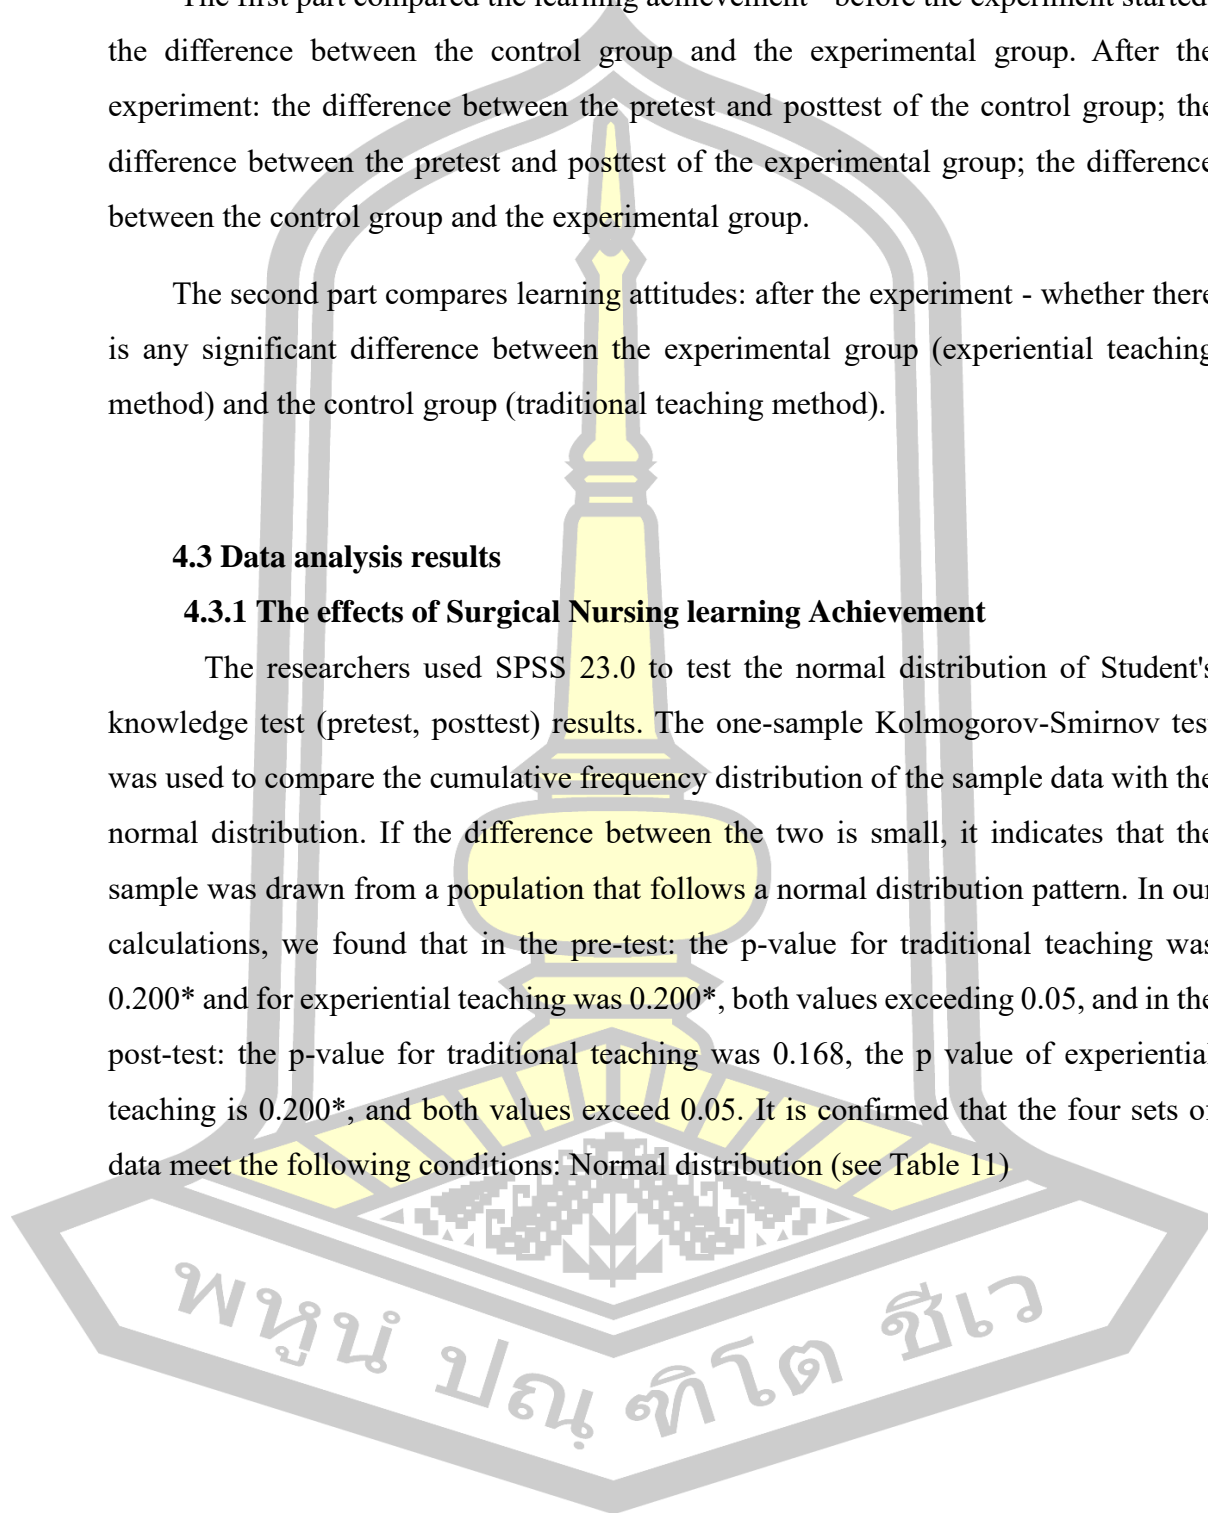 The first part compared the learning achievement - before the experiment started:
the difference between the control group and the experimental group. After the
experiment: the difference between the pretest and posttest of the control group; the
difference between the pretest and posttest of the experimental group; the difference
between the control group and the experimental group.
The second part compares learning attitudes: after the experiment - whether there
is any significant difference between the experimental group (experiential teaching
method) and the control group (traditional teaching method).
4.3 Data analysis results
4.3.1 The effects of Surgical Nursing learning Achievement
The researchers used SPSS 23.0 to test the normal distribution of Student's
knowledge test (pretest, posttest) results. The one-sample Kolmogorov-Smirnov test
was used to compare the cumulative frequency distribution of the sample data with the
normal distribution. If the difference between the two is small, it indicates that the
sample was drawn from a population that follows a normal distribution pattern. In our
calculations, we found that in the pre-test: the p-value for traditional teaching was
0.200* and for experiential teaching was 0.200*, both values exceeding 0.05, and in the
post-test: the p-value for traditional teaching was 0.168, the p value of experiential
teaching is 0.200*, and both values exceed 0.05. It is confirmed that the four sets of
data meet the following conditions: Normal distribution (see Table 11)
พหูนํ ปณฺฑิโต ชีเว